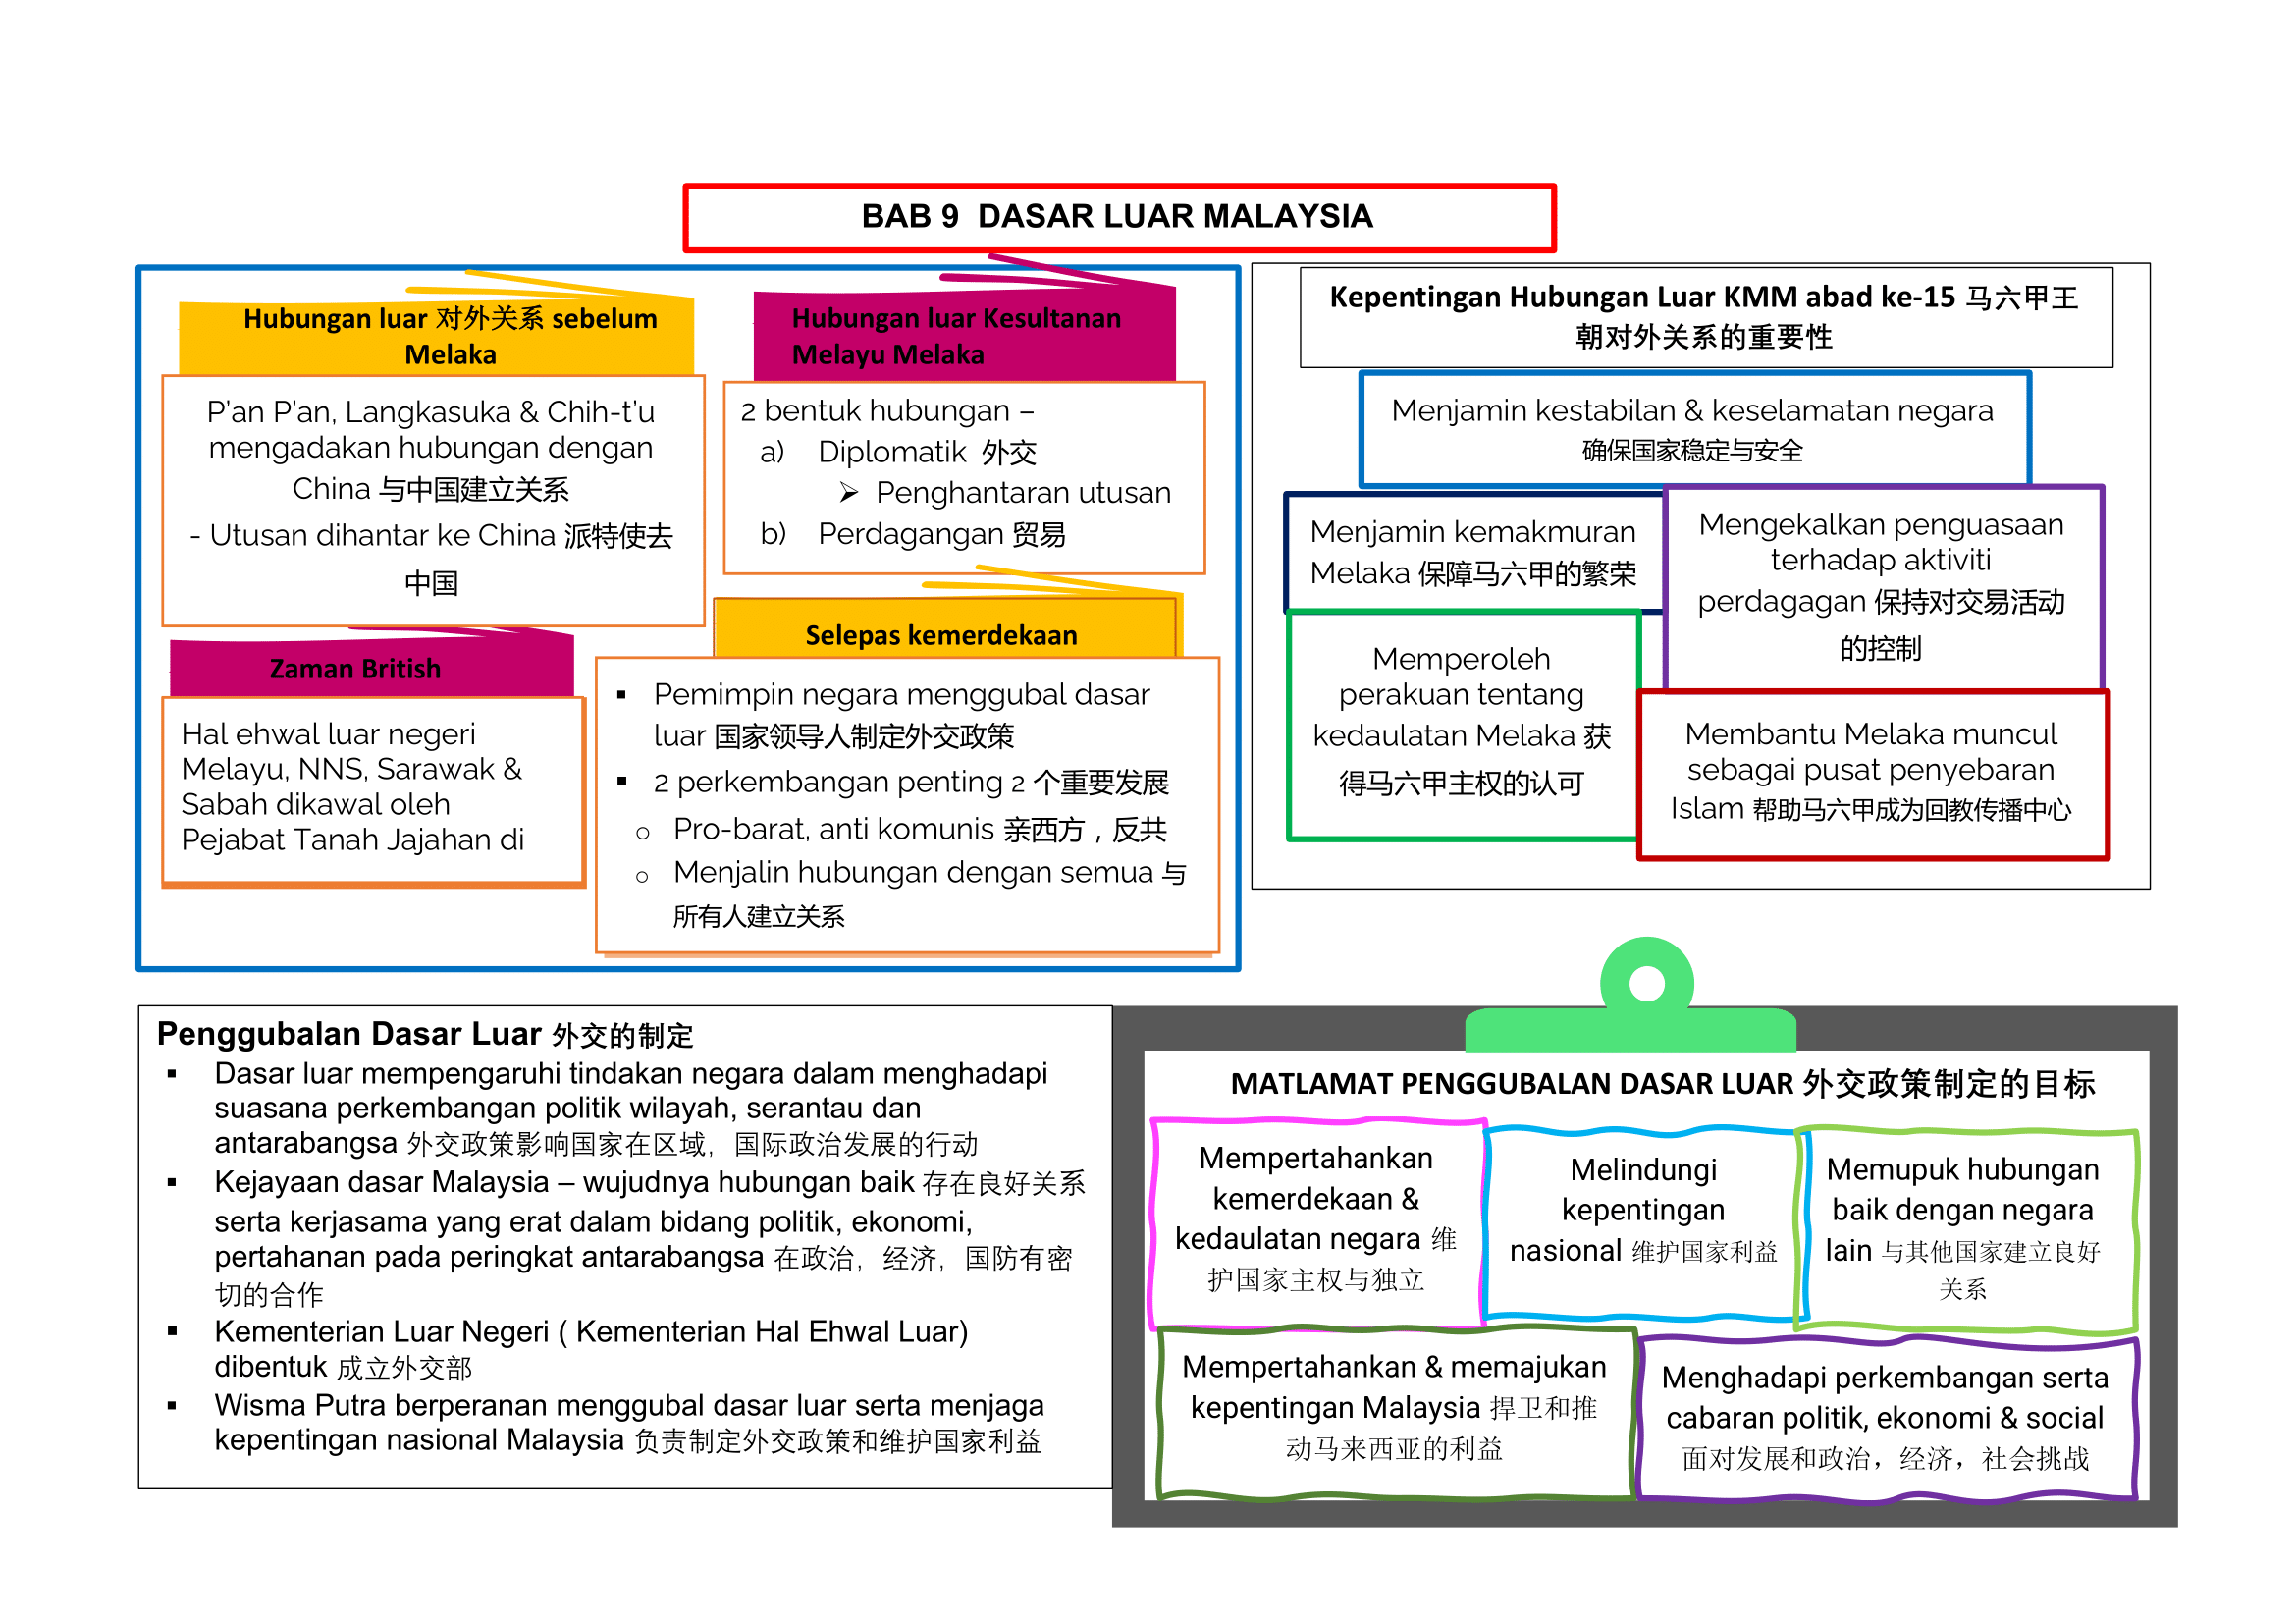 BAB 9  DASAR LUAR MALAYSIA
Hubungan luar 对外关系 sebelum
Melaka
P'an P'an, Langkasuka & Chih-t'u
mengadakan hubungan dengan
China 与中国建立关系
- Utusan dihantar ke China 派特使去
中国
Hubungan luar Kesultanan
Melayu Melaka
2 bentuk hubungan –
a) Diplomatik 外交
➢ Penghantaran utusan
b) Perdagangan 贸易
Zaman British
Hal ehwal luar negeri
Melayu, NNS, Sarawak &
Sabah dikawal oleh
Pejabat Tanah Jajahan di
Selepas kemerdekaan
▪ Pemimpin negara menggubal dasar
luar 国家领导人制定外交政策
▪ 2 perkembangan penting 2 个重要发展
o Pro-barat, anti komunis 亲西方，反共
o Menjalin hubungan dengan semua 与
所有人建立关系
Kepentingan Hubungan Luar KMM abad ke-15 马六甲王
朝对外关系的重要性
Menjamin kestabilan & keselamatan negara
确保国家稳定与安全
Menjamin kemakmuran
Melaka 保障马六甲的繁荣
Mengekalkan penguasaan
terhadap aktiviti
perdagagan 保持对交易活动
的控制
Memperoleh
perakuan tentang
kedaulatan Melaka 获
得马六甲主权的认可
Membantu Melaka muncul
sebagai pusat penyebaran
Islam 帮助马六甲成为回教传播中心
Penggubalan Dasar Luar 外交的制定
▪ Dasar luar mempengaruhi tindakan negara dalam menghadapi
suasana perkembangan politik wilayah, serantau dan
antarabangsa 外交政策影响国家在区域，国际政治发展的行动
▪ Kejayaan dasar Malaysia – wujudnya hubungan baik 存在良好关系
serta kerjasama yang erat dalam bidang politik, ekonomi,
pertahanan pada peringkat antarabangsa 在政治，经济，国防有密
切的合作
▪ Kementerian Luar Negeri ( Kementerian Hal Ehwal Luar)
dibentuk 成立外交部
▪ Wisma Putra berperanan menggubal dasar luar serta menjaga
kepentingan nasional Malaysia 负责制定外交政策和维护国家利益
MATLAMAT PENGGUBALAN DASAR LUAR 外交政策制定的目标
Mempertahankan
kemerdekaan &
kedaulatan negara 维
护国家主权与独立
Melindungi
kepentingan
nasional 维护国家利益
Memupuk hubungan
baik dengan negara
lain 与其他国家建立良好
关系
Mempertahankan & memajukan
kepentingan Malaysia 捍卫和推
动马来西亚的利益
Menghadapi perkembangan serta
cabaran politik, ekonomi & social
面对发展和政治，经济，社会挑战